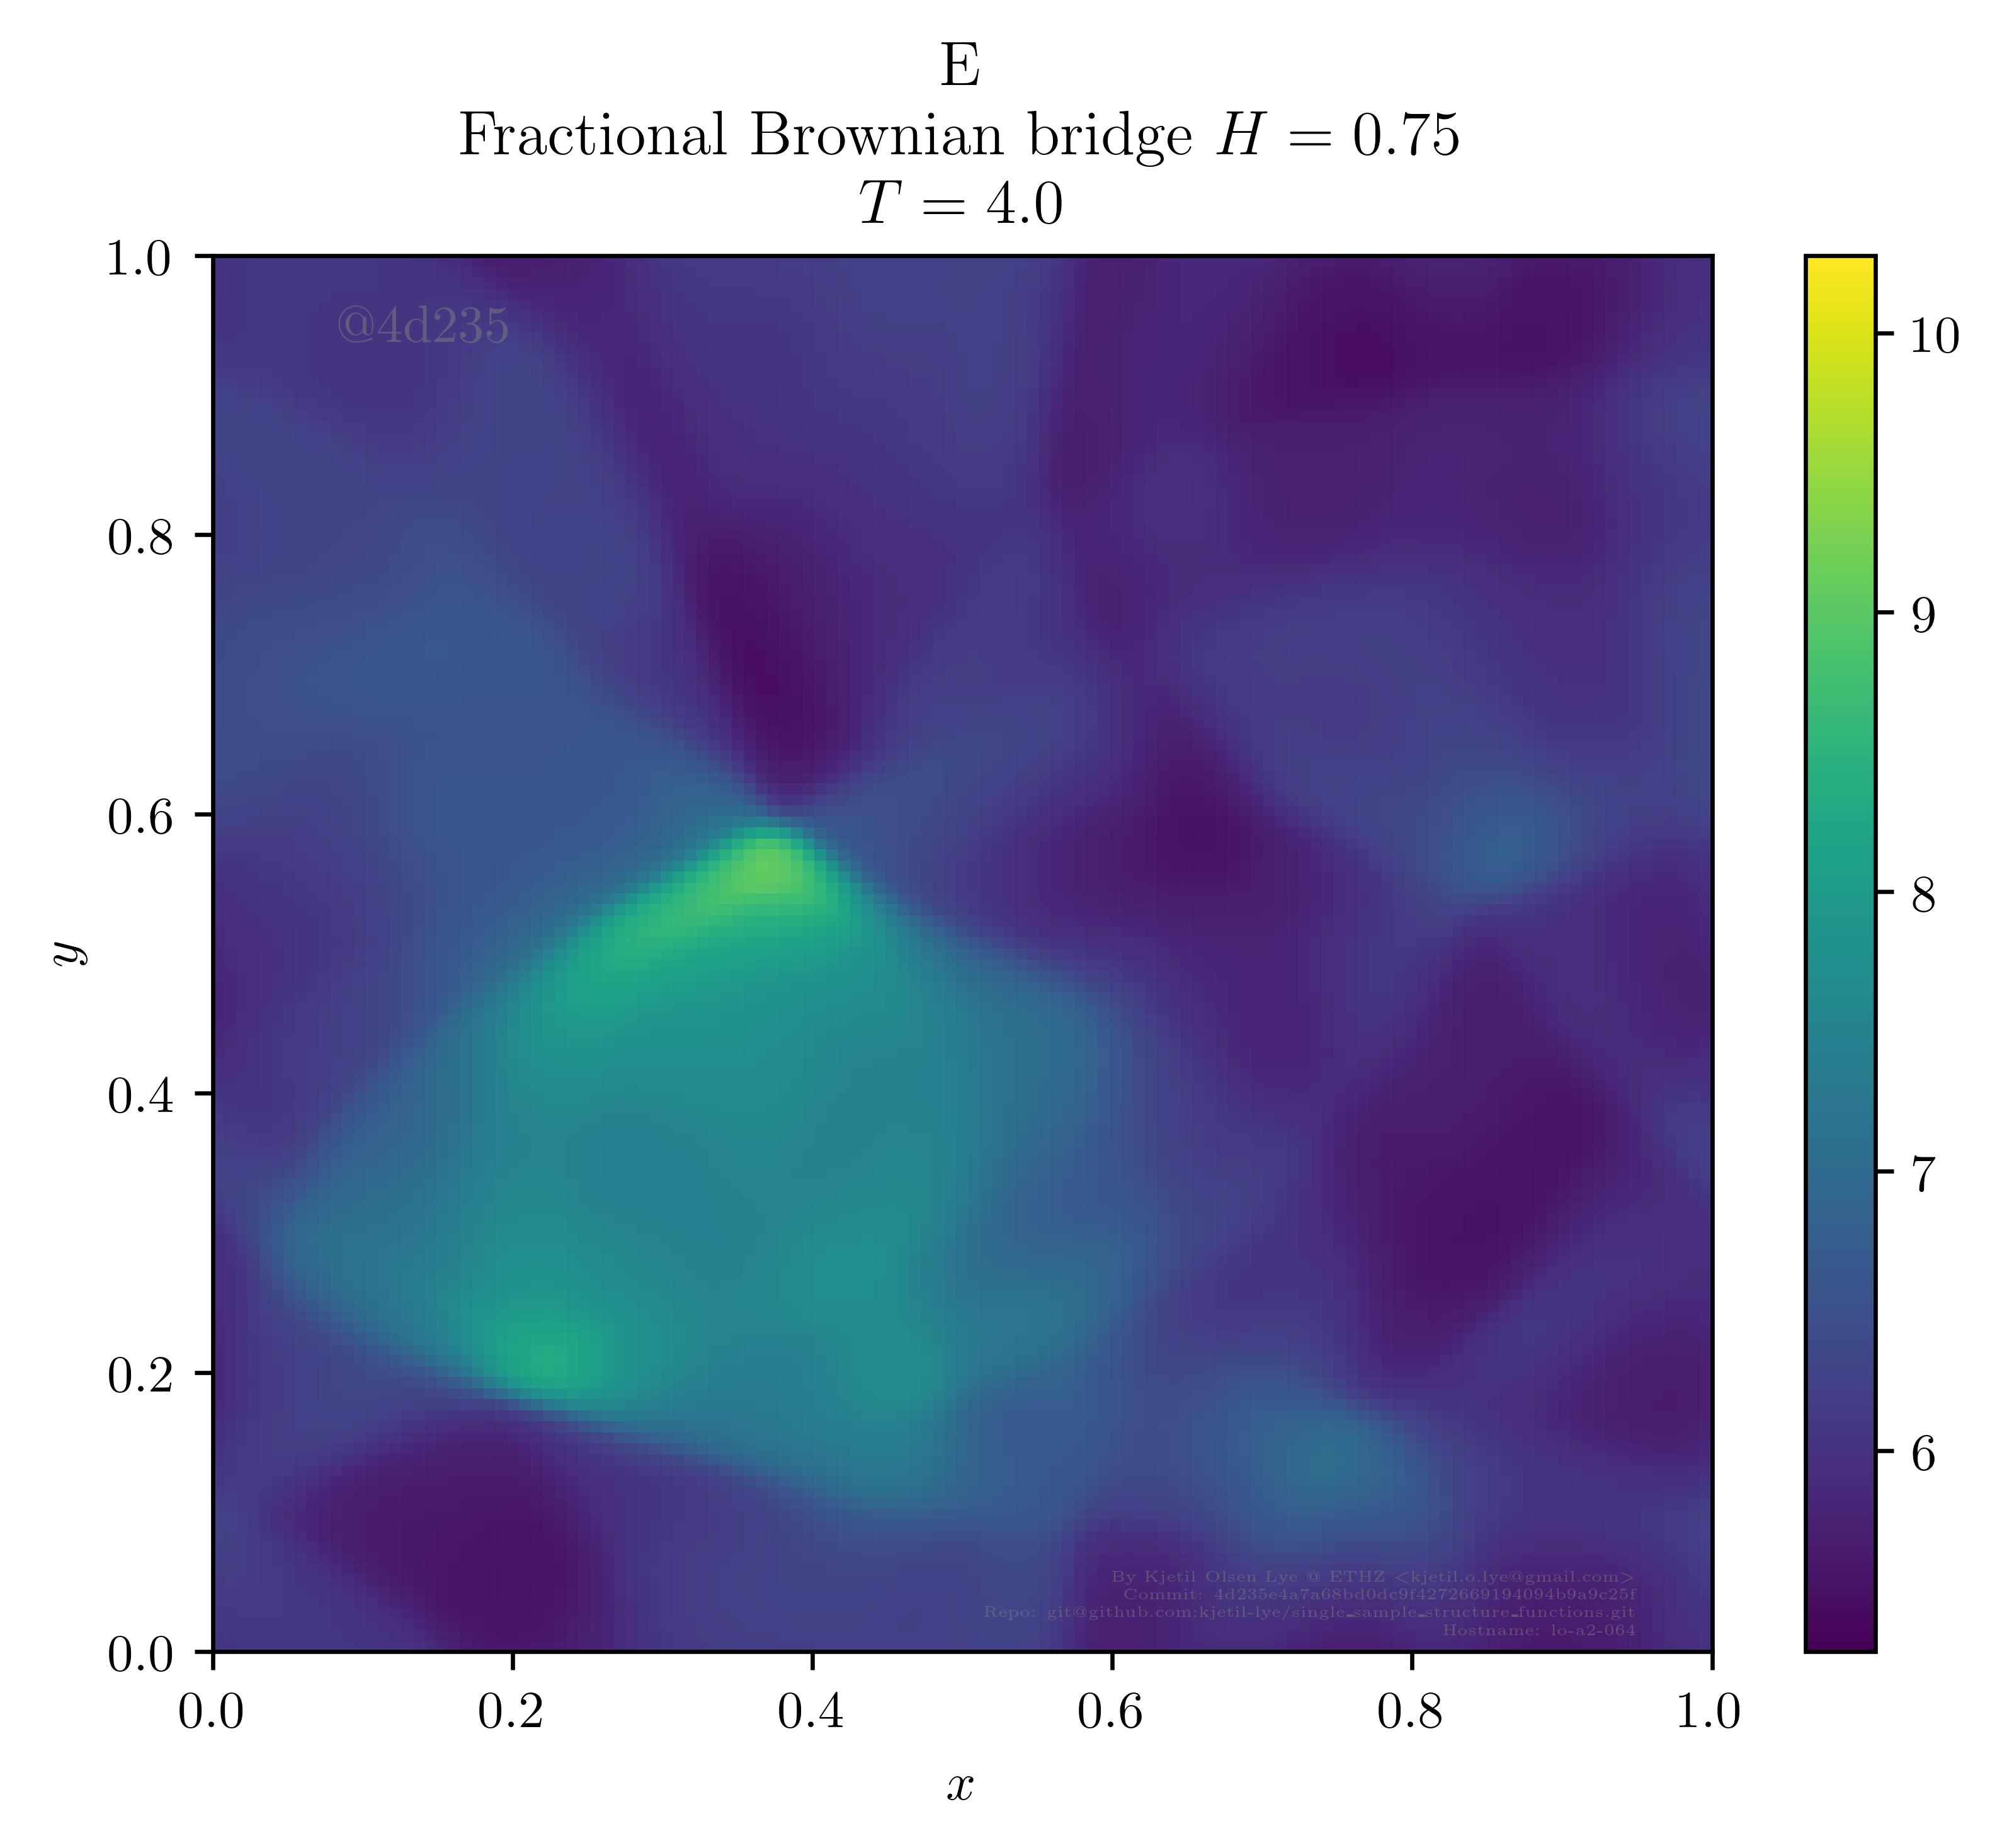 E
Fractional Brownian bridge H = 0.75
T = 4.0
@4d235
1.0
0.8
0.6
0.4
0.2
0.0
y
0.0 0.2 0.4 0.6 0.8 1.0
x
10
9
8
7
6
By Kjetil Olsen Lye @ ETHZ <kjetil.o.lye@gmail.com>
Commit: 4d235e4a7a68bd0dc9f4272669194094b9a9c25f
Repo: git@github.com:kjetil-lye/single_sample_structure_functions.git
Hostname: lo-a2-064